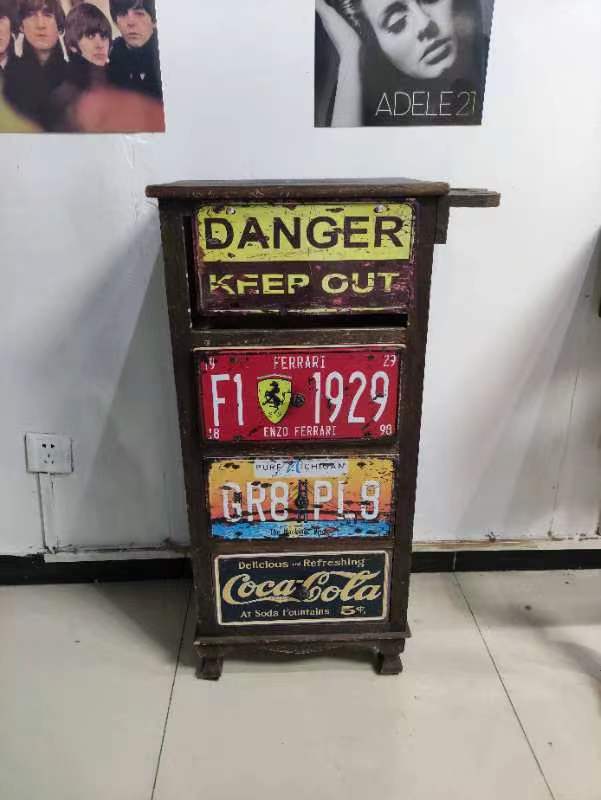 ADELE 21
DANGER
KEEP OUT
19 FERRARI 29
F1 1929
18 ENZO FERRARI 98
PURE MICHIGAN
GR8 PL9
Delicious and Refreshing
Coca-Cola
At Soda Fountains 5¢